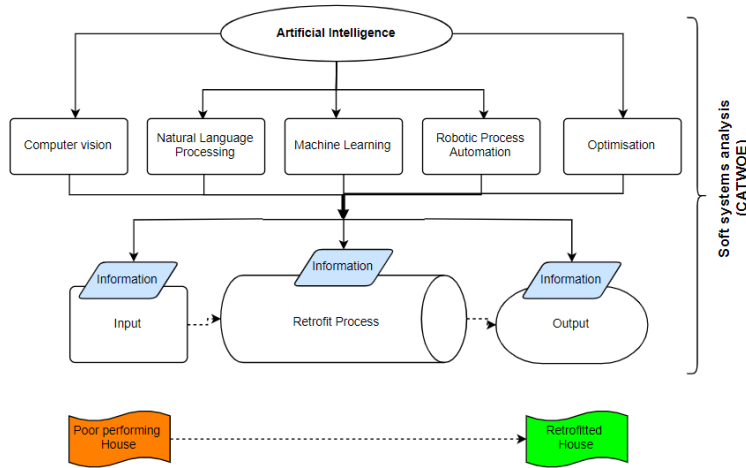 Artificial Intelligence
Computer vision
Natural Language
Processing
Machine Learning
Robotic Process
Automation
Optimisation
Soft systems analysis
(CATWOE)
Information
Information
Information
Input
Retrofit Process
Output
Poor performing
House
Retrofitted
House